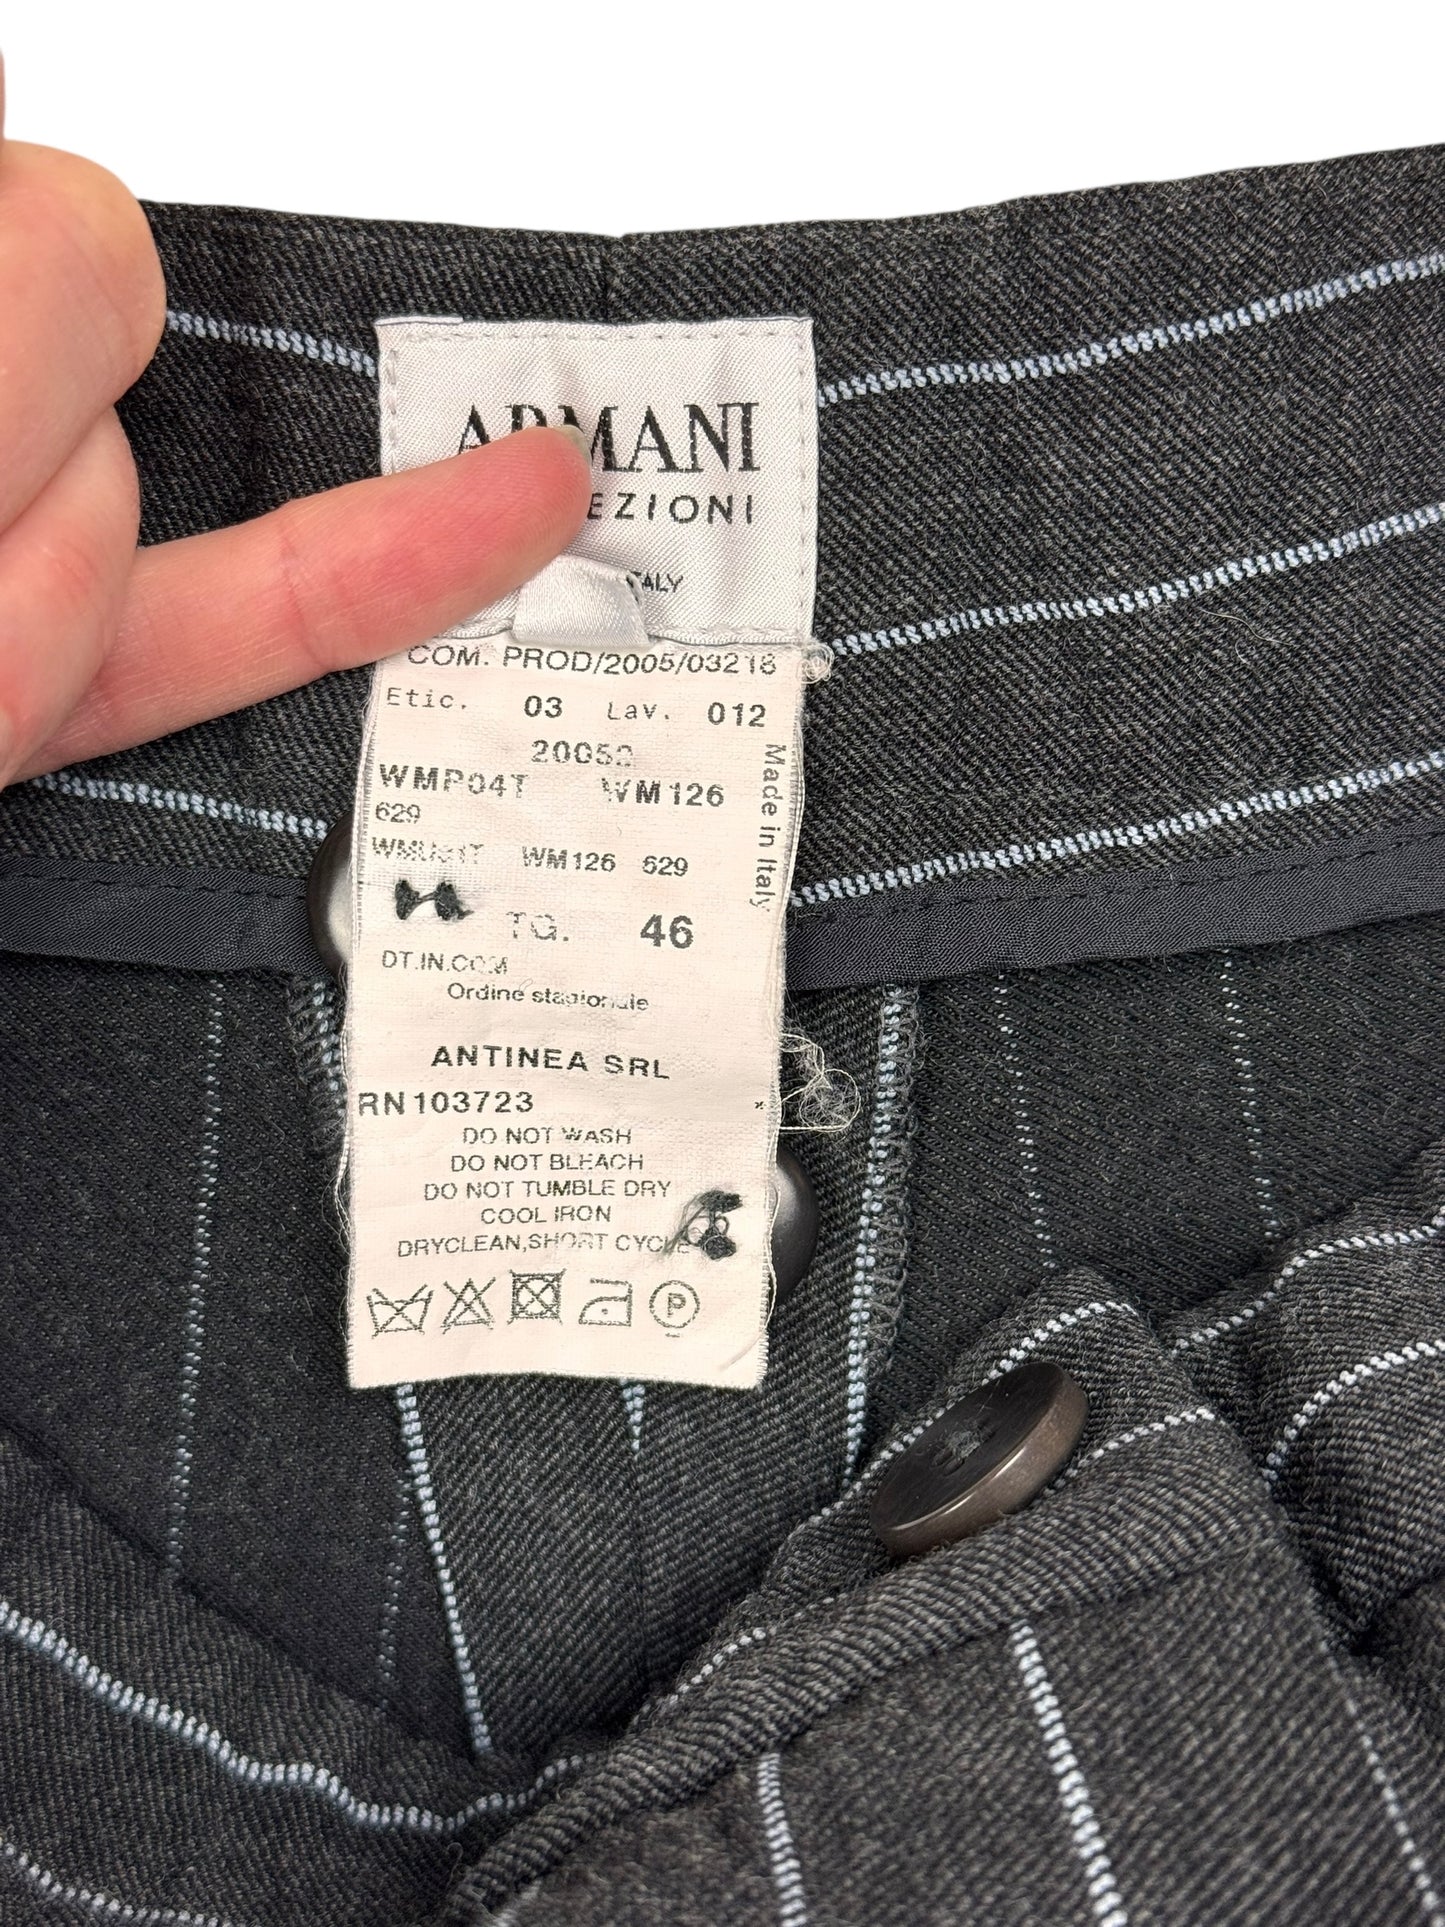 MANI
EZIONI
COM. PROD/2005/03218
Etic. 03 Lav. 012
WMP04T WM126
629
WM126 629
TG. 46
DT.IN.COM
Ordine stagionale
ANTINEA SRL
RN103723 *
DO NOT WASH
DO NOT BLEACH
DO NOT TUMBLE DRY
COOL IRON
DRYCLEAN,SHORT CYCLE
P
Made in Italy